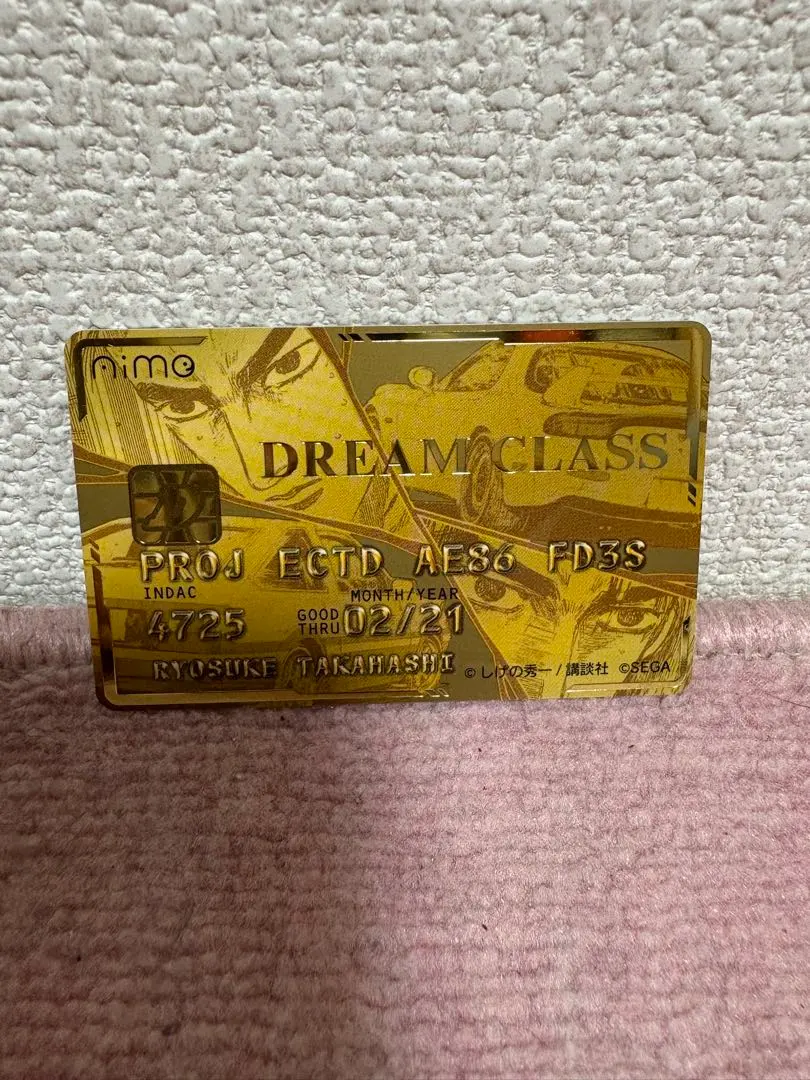 aime
DREAM CLASS
PROJ ECTD AE86 FD3S
INDAC MONTH/YEAR
4725 GOOD THRU 02/21
RYOSUKE TAKAHASHI ©しげの秀一/講談社 ©SEGA